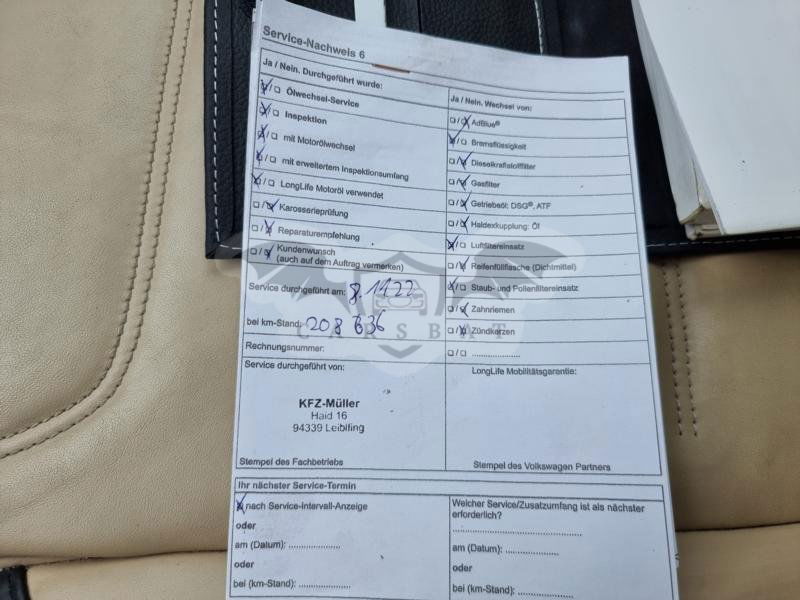 Service-Nachweis 6
Ja / Nein. Durchgeführt wurde:
Ölwechsel-Service
Inspektion
mit Motorölwechsel
mit erweitertem Inspektionsumfang
LongLife Motoröl verwendet
Karosserieprüfung
Reparaturempfehlung
Kundenwunsch
(auch auf dem Auftrag vermerken)
Service durchgeführt am: 8.1122
bei km-Stand: 208 636
Rechnungsnummer:
Service durchgeführt von:
KFZ-Müller
Haid 16
94339 Leiblfing
Stempel des Fachbetriebs
Ja / Nein. Wechsel von:
AdBlue®
Bremsflüssigkeit
Dieselkraftstofffilter
Gasfilter
Getriebeöl: DSG®, ATF
Haldexkupplung: Öl
Luftfiltereinsatz
Reifenfüllflasche (Dichtmittel)
Staub- und Pollenfiltereinsatz
Zahnriemen
Zündkerzen
....................
LongLife Mobilitätsgarantie:
Stempel des Volkswagen Partners
CARSBAT
Ihr nächster Service-Termin
nach Service-Intervall-Anzeige
oder
am (Datum): ....................
oder
bei (km-Stand): ....................
Welcher Service/Zusatzumfang ist als nächster
erforderlich?
........................................
am (Datum): ....................
oder
bei (km-Stand): ....................